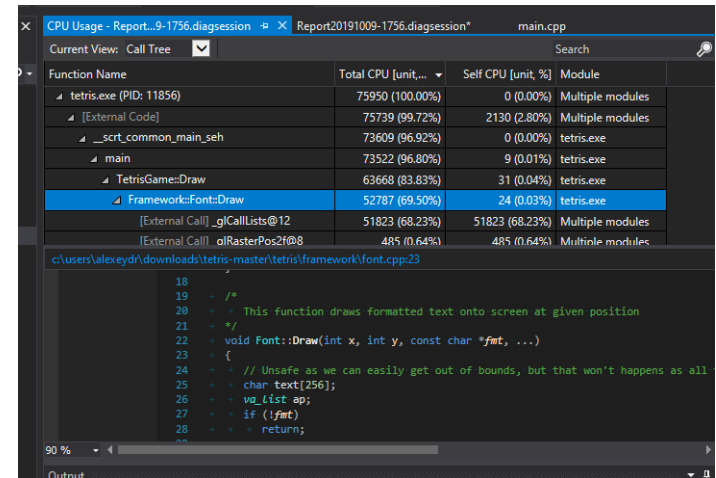 CPU Usage - Report...9-1756.diagsession Report20191009-1756.diagsession* main.cpp
Current View: Call Tree Search
Function Name Total CPU [unit,... Self CPU [unit, %] Module
tetris.exe (PID: 11856) 75950 (100.00%) 0 (0.00%) Multiple modules
[External Code] 75739 (99.72%) 2130 (2.80%) Multiple modules
__scrt_common_main_seh 73609 (96.92%) 0 (0.00%) tetris.exe
main 73522 (96.80%) 9 (0.01%) tetris.exe
TetrisGame::Draw 63668 (83.83%) 31 (0.04%) tetris.exe
Framework::Font::Draw 52787 (69.50%) 24 (0.03%) tetris.exe
[External Call] _glCallLists@12 51823 (68.23%) 51823 (68.23%) Multiple modules
[External Call] _glRasterPos2f@8 485 (0.64%) 485 (0.64%) Multiple modules
c:\users\alexeydr\downloads\tetris-master\tetris\framework\font.cpp:23
18
19 /*
20 This function draws formatted text onto screen at given position
21 */
22 void Font::Draw(int x, int y, const char *fmt, ...)
23 {
24 // Unsafe as we can easily get out of bounds, but that won't happens as all
25 char text[256];
26 va_list ap;
27 if (!fmt)
28 return;
90 %
Output